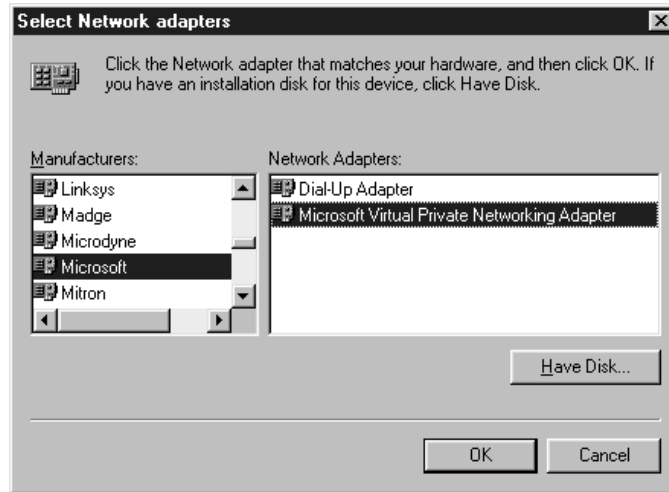 Select Network adapters
Click the Network adapter that matches your hardware, and then click OK. If
you have an installation disk for this device, click Have Disk.
Manufacturers:
Linksys
Madge
Microdyne
Microsoft
Mitron
Network Adapters:
Dial-Up Adapter
Microsoft Virtual Private Networking Adapter
Have Disk...
OK
Cancel